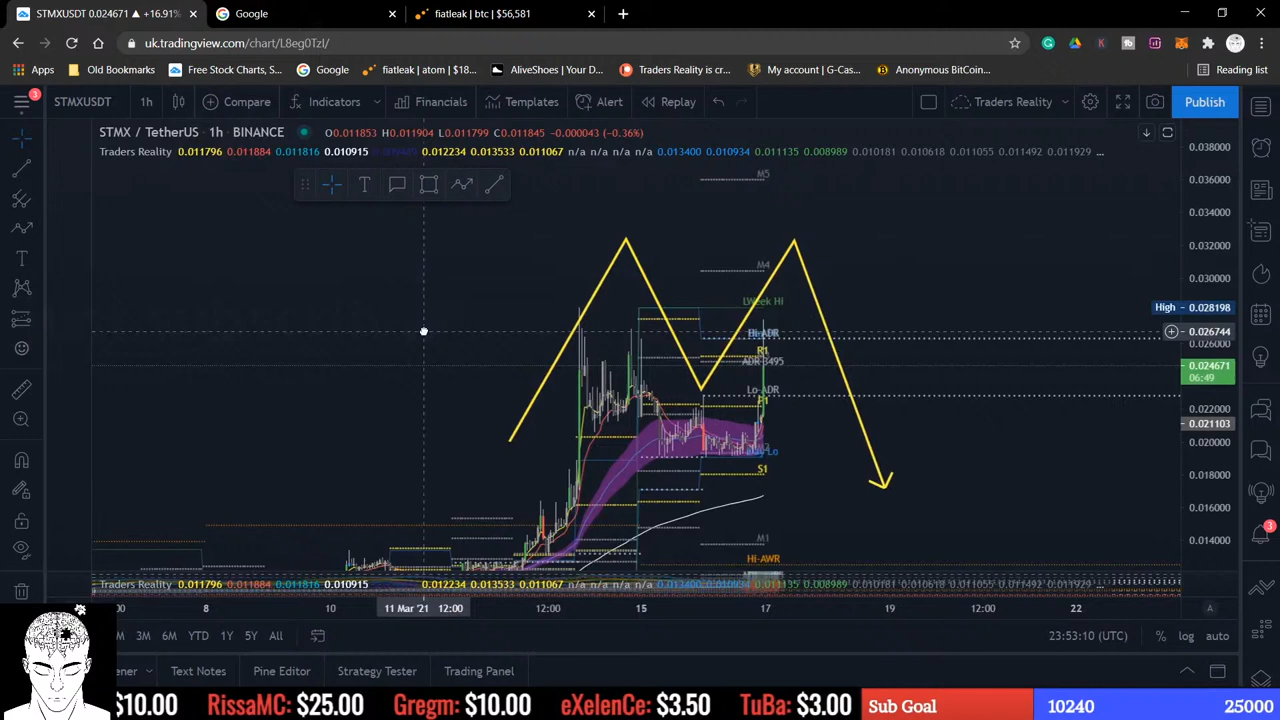 STMXUSDT 0.024671 ▲ +16.91%
Google
fiatleak | btc | $56,581
uk.tradingview.com/chart/L8eg0TzI/
Apps
Old Bookmarks
Free Stock Charts, S...
Google
fiatleak | atom | $18...
AliveShoes | Your D...
Traders Reality is cr...
My account | G-Cas...
Anonymous BitCoin...
Reading list
3
STMXUSDT
1h
Compare
Indicators
Financials
Templates
Alert
Replay
Traders Reality
Publish
STMX / TetherUS · 1h · BINANCE
O0.011853 H0.011904 L0.011799 C0.011845 −0.000043 (−0.36%)
Traders Reality 0.011796 0.011884 0.011816 0.010915
0.012234 0.013533 0.011067 n/a n/a n/a n/a 0.013400 0.010934 0.011135 0.008989 0.010181 0.010618 0.011055 0.011492 0.011929 ...
M5
M4
LWeek Hi
Hi-ADR
R1
ADR-3495
Lo-ADR
S1
M1
Hi-AWR
0.038000
0.036000
0.034000
0.032000
0.030000
High 0.028198
0.026744
0.026000
0.024671
06:49
0.022000
0.021103
0.020000
0.018000
0.016000
0.014000
Traders Reality 0.011796 0.011884 0.011816 0.010915
0.012234 0.013533 0.011067 n/a n/a n/a n/a 0.013400 0.010934 0.011135 0.008989 0.010181 0.010618 0.011055 0.011492 0.011929 ...
8
10
11 Mar '21 12:00
12:00
15
17
19
12:00
22
A
3M
6M
YTD
1Y
5Y
All
23:53:10 (UTC)
%
log
auto
Text Notes
Pine Editor
Strategy Tester
Trading Panel
3
$10.00 RissaMC: $25.00 Gregm: $10.00 eXelenCe: $3.50 TuBa: $3.00
Sub Goal
10240
25000